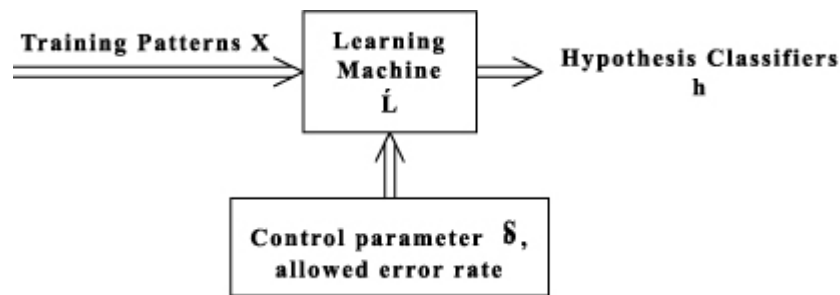 Training Patterns X
Learning
Machine
Ĺ
Hypothesis Classifiers
h
Control parameter δ,
allowed error rate